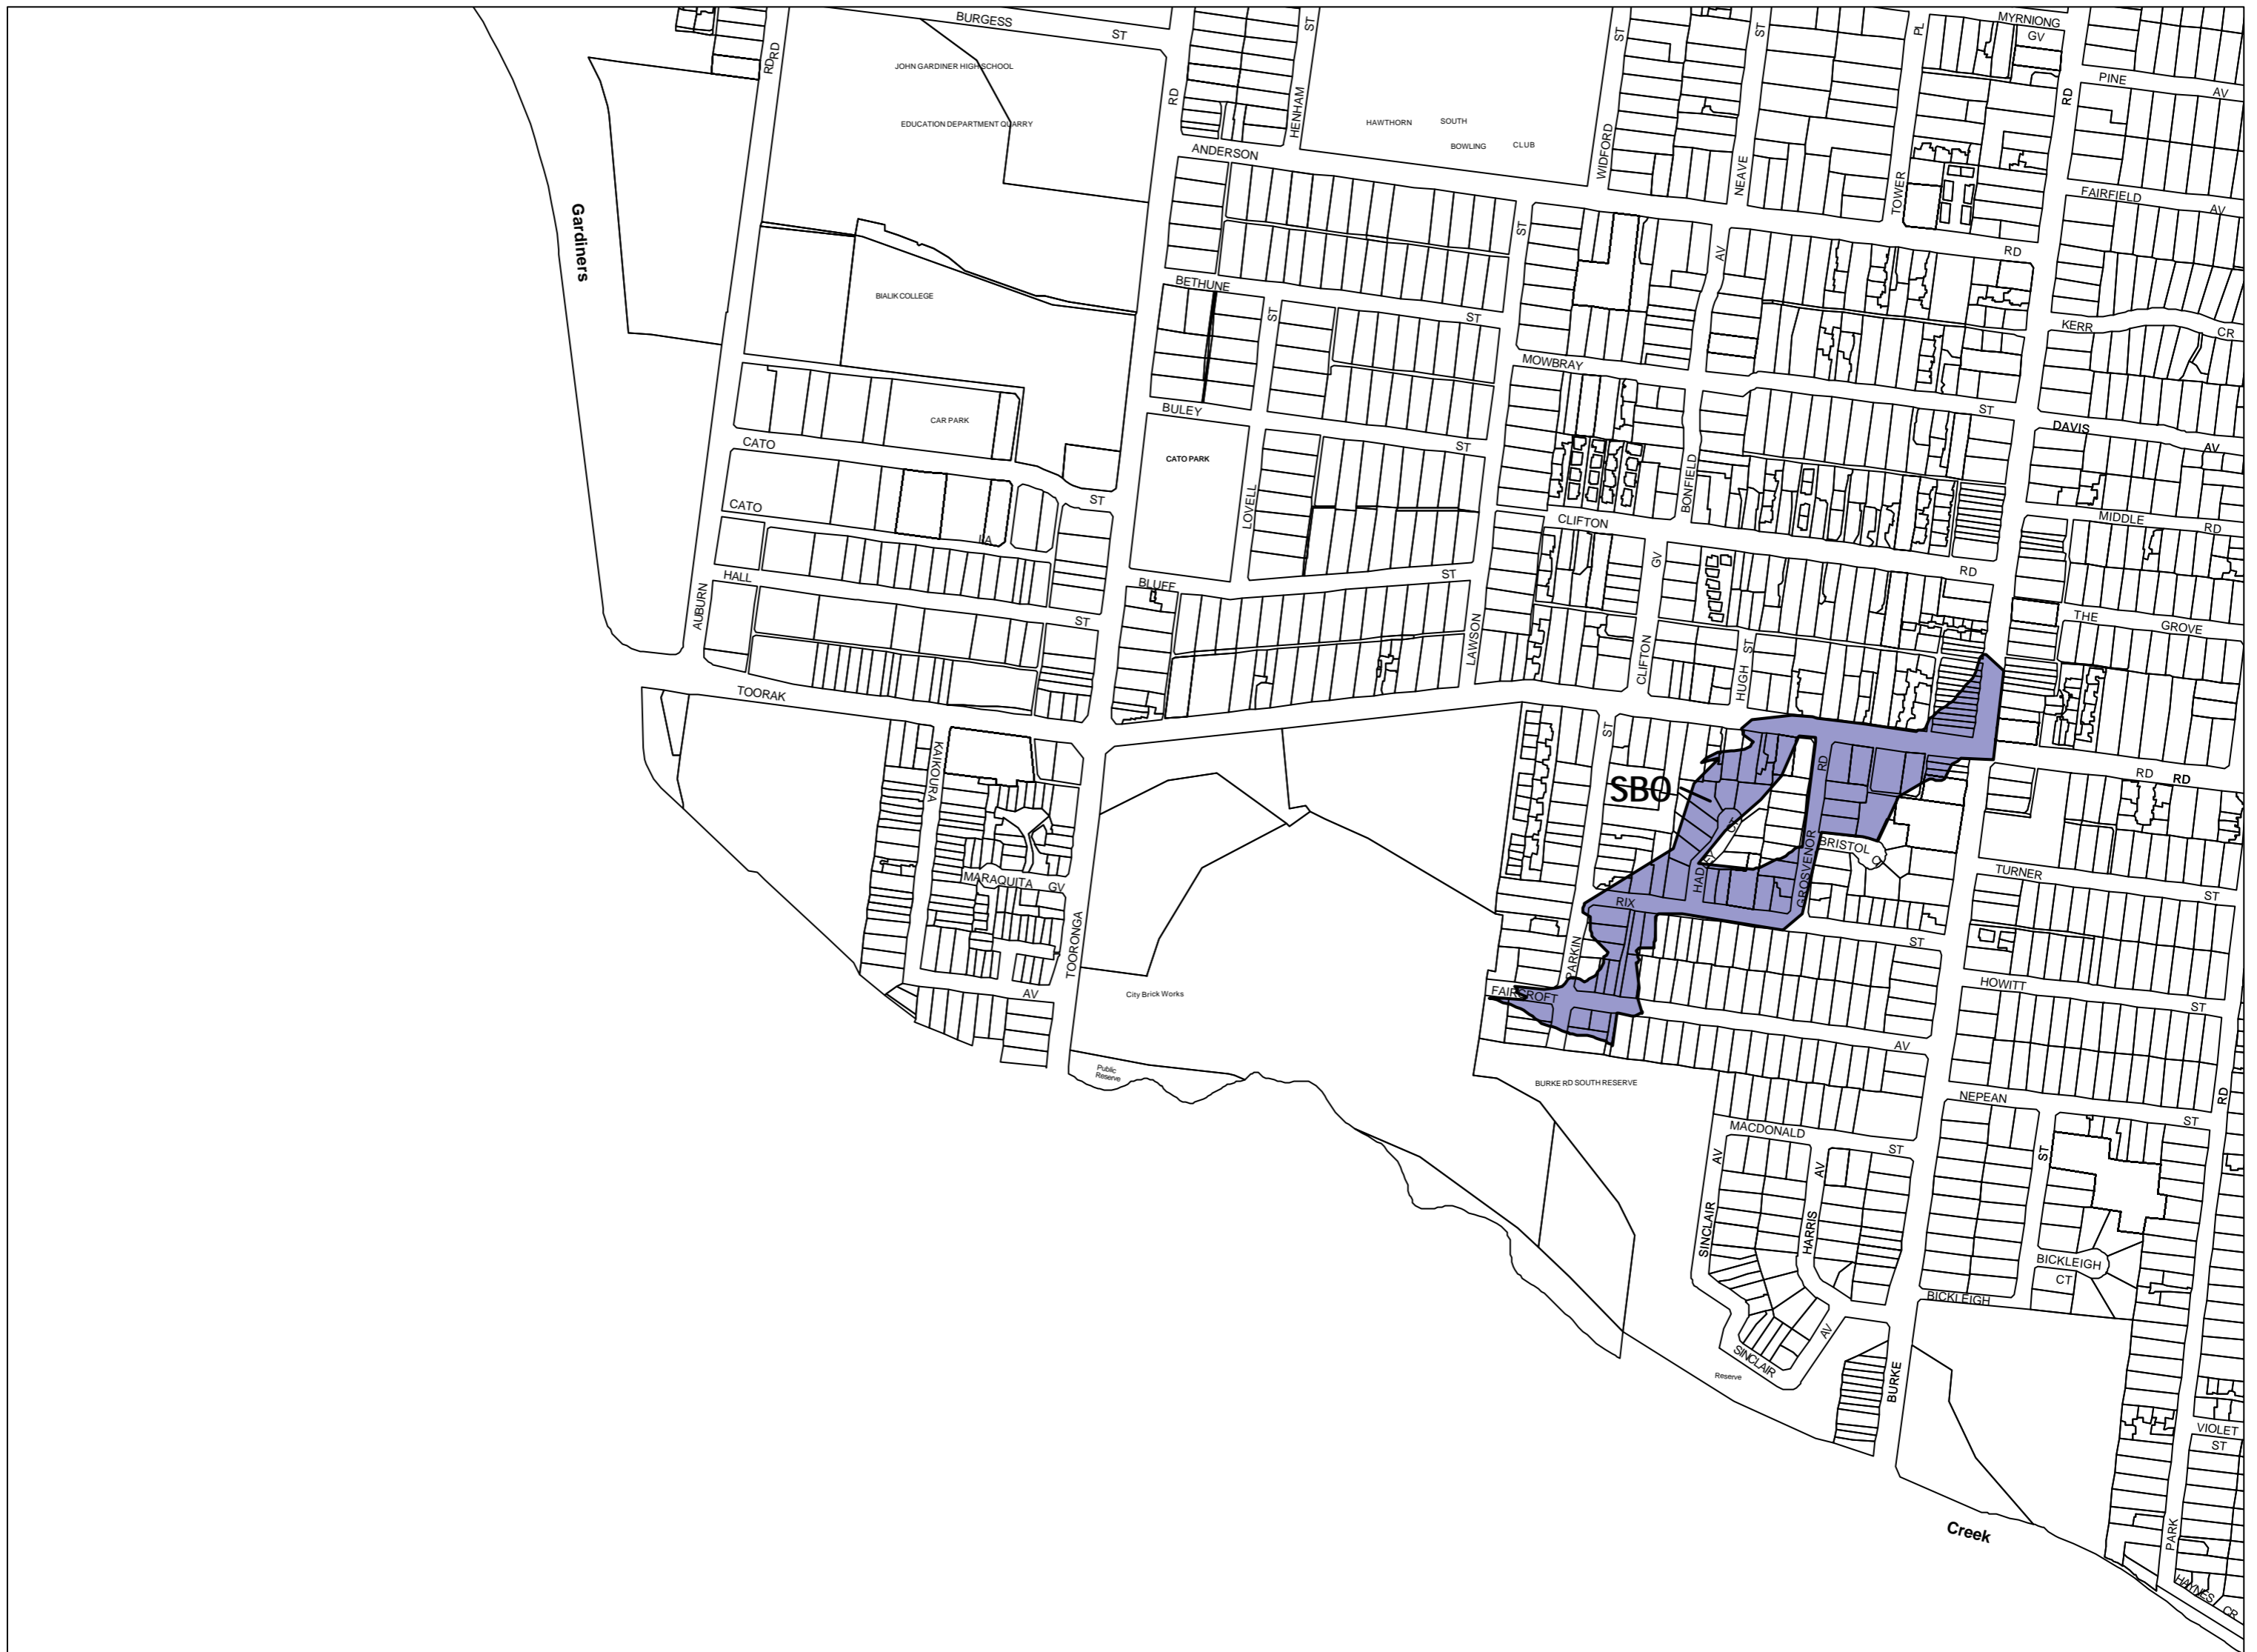 BURGESS
ST
RD
RD
JOHN GARDINER HIGH SCHOOL
EDUCATION DEPARTMENT QUARRY
RD
HENHAM
ST
HAWTHORN SOUTH
BOWLING CLUB
WIDFORD
ST
NEAVE
ST
TOWER
PL
MYRNIONG
GV
RD
PINE
AV
FAIRFIELD
AV
ANDERSON
RD
Gardiners
BIALIK COLLEGE
BETHUNE
ST
ST
ST
AV
KERR
CR
MOWBRAY
ST
DAVIS
AV
BULEY
ST
CAR PARK
CATO
ST
CATO PARK
LOVELL
BONFIELD
CATO
LA
CLIFTON
RD
MIDDLE
RD
GV
HALL
ST
AUBURN
BLUFF
ST
LAWSON
CLIFTON
HUGH
ST
THE GROVE
TOORAK
ST
RD
RD
RD
KAIKOURA
SBO
CT
BRISTOL
GROSVENOR
TURNER
ST
MARAQUITA
GV
RIX
ST
TOORONGA
PARKIN
HOWITT
ST
FAIRCROFT
AV
City Brick Works
AV
Public
Reserve
BURKE RD SOUTH RESERVE
NEPEAN
ST
RD
MACDONALD
ST
AV
AV
ST
SINCLAIR
HARRIS
BICKLEIGH
CT
BICKLEIGH
AV
SINCLAIR
Reserve
BURKE
VIOLET
ST
Creek
PARK
HAYNES
CR